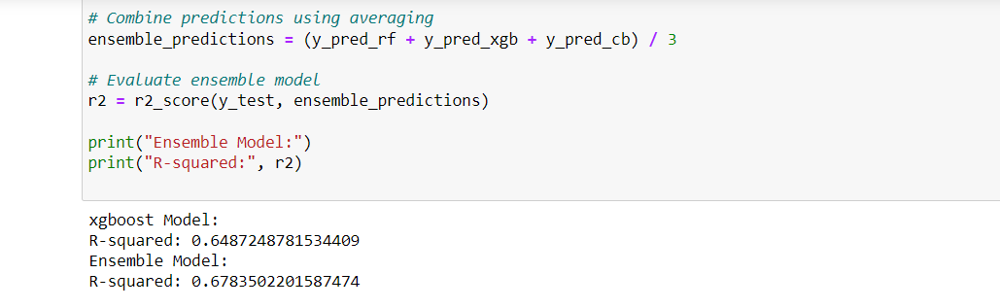 # Combine predictions using averaging
ensemble_predictions = (y_pred_rf + y_pred_xgb + y_pred_cb) / 3
# Evaluate ensemble model
r2 = r2_score(y_test, ensemble_predictions)
print("Ensemble Model:")
print("R-squared:", r2)
xgboost Model:
R-squared: 0.6487248781534409
Ensemble Model:
R-squared: 0.6783502201587474